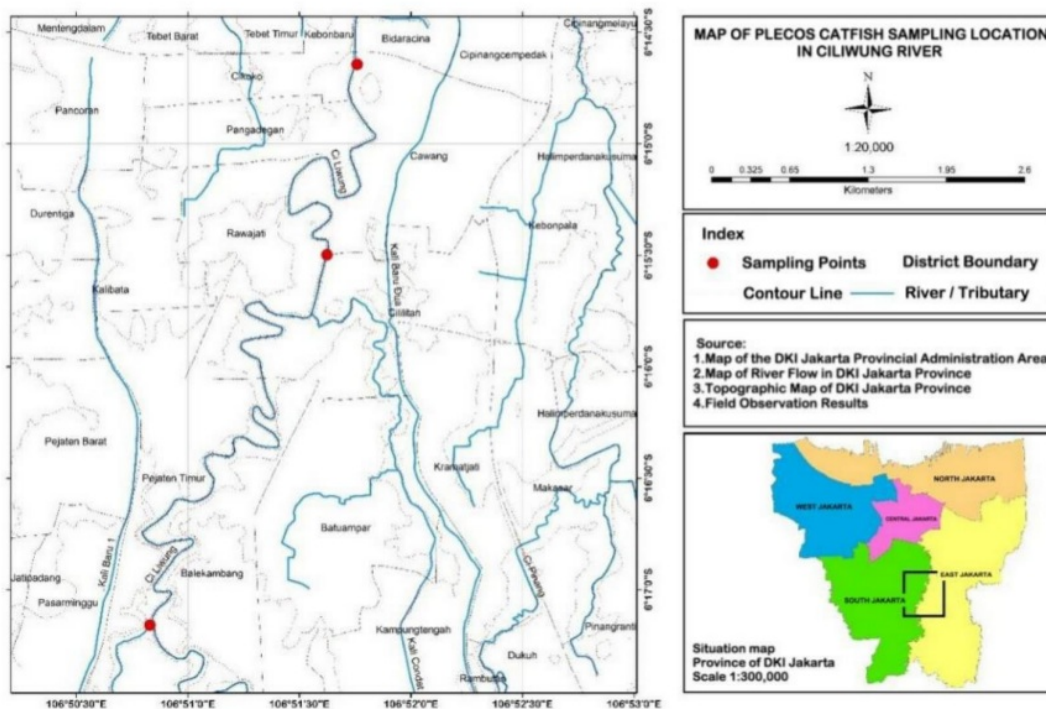 Mentengdalam
Tebet Barat
Tebet Timur
Kebonbaru
Bidaracina
Cipinangmelayu
Cipinangcempedak
Cikoko
Pancoran
Pangadegan
Ci Liwung
Cawang
Halimperdanakusuma
Durentiga
Rawajati
Kebonpala
Kali Baru Dua
Kalibata
Cililitan
Halimperdanakusuma
Pejaten Barat
Pejaten Timur
Kramatjati
Makasar
Batuampar
Ci Liwung
Kali Baru 1
Jatipadang
Balekambang
Ci Pinang
Pasarminggu
Kampungtengah
Pinangranti
Kali Condet
Dukuh
106°50'30"E
106°51'0"E
106°51'30"E
106°52'0"E
106°52'30"E
106°53'0"E
6°14'30"S
6°15'0"S
6°15'30"S
6°16'0"S
6°16'30"S
6°17'0"S
MAP OF PLECOS CATFISH SAMPLING LOCATION
IN CILIWUNG RIVER
N
1:20,000
0 0.325 0.65 1.3 1.95 2.6
Kilometers
Index
Sampling Points District Boundary
Contour Line River / Tributary
Source:
1.Map of the DKI Jakarta Provincial Administration Area
2.Map of River Flow in DKI Jakarta Province
3.Topographic Map of DKI Jakarta Province
4.Field Observation Results
NORTH JAKARTA
WEST JAKARTA
CENTRAL JAKARTA
EAST JAKARTA
SOUTH JAKARTA
Situation map
Province of DKI Jakarta
Scale 1:300,000